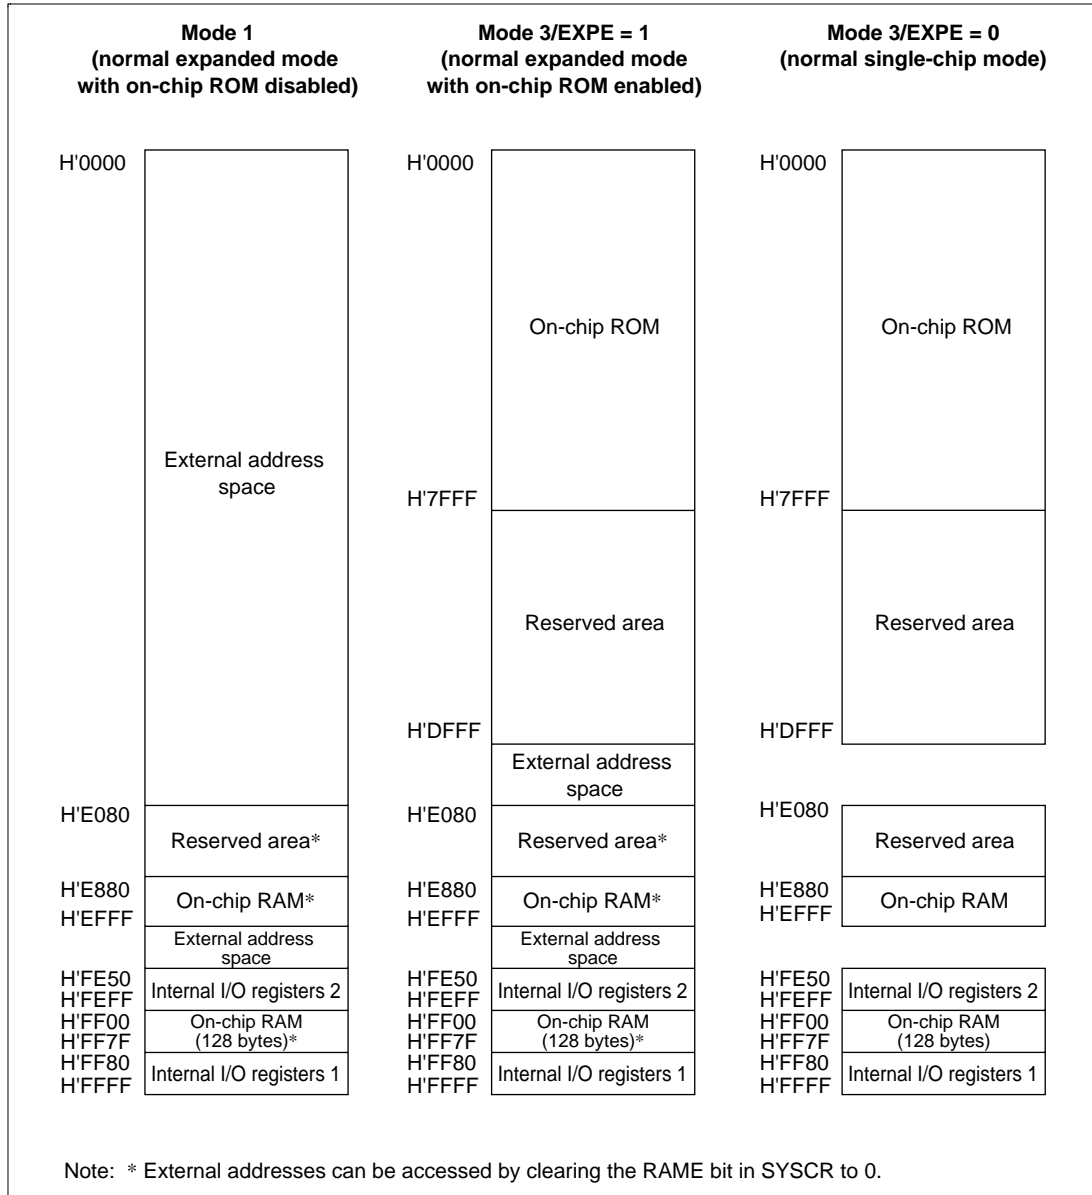 Mode 1
(normal expanded mode
with on-chip ROM disabled)
H'0000
External address
space
H'E080
Reserved area*
H'E880
On-chip RAM*
H'EFFF
External address
space
H'FE50
Internal I/O registers 2
H'FEFF
H'FF00
On-chip RAM
(128 bytes)*
H'FF7F
H'FF80
Internal I/O registers 1
H'FFFF
Mode 3/EXPE = 1
(normal expanded mode
with on-chip ROM enabled)
H'0000
On-chip ROM
H'7FFF
Reserved area
H'DFFF
External address
space
H'E080
Reserved area*
H'E880
On-chip RAM*
H'EFFF
External address
space
H'FE50
Internal I/O registers 2
H'FEFF
H'FF00
On-chip RAM
(128 bytes)*
H'FF7F
H'FF80
Internal I/O registers 1
H'FFFF
Mode 3/EXPE = 0
(normal single-chip mode)
H'0000
On-chip ROM
H'7FFF
Reserved area
H'DFFF
H'E080
Reserved area
H'E880
On-chip RAM
H'EFFF
H'FE50
Internal I/O registers 2
H'FEFF
H'FF00
On-chip RAM
(128 bytes)
H'FF7F
H'FF80
Internal I/O registers 1
H'FFFF
Note: * External addresses can be accessed by clearing the RAME bit in SYSCR to 0.